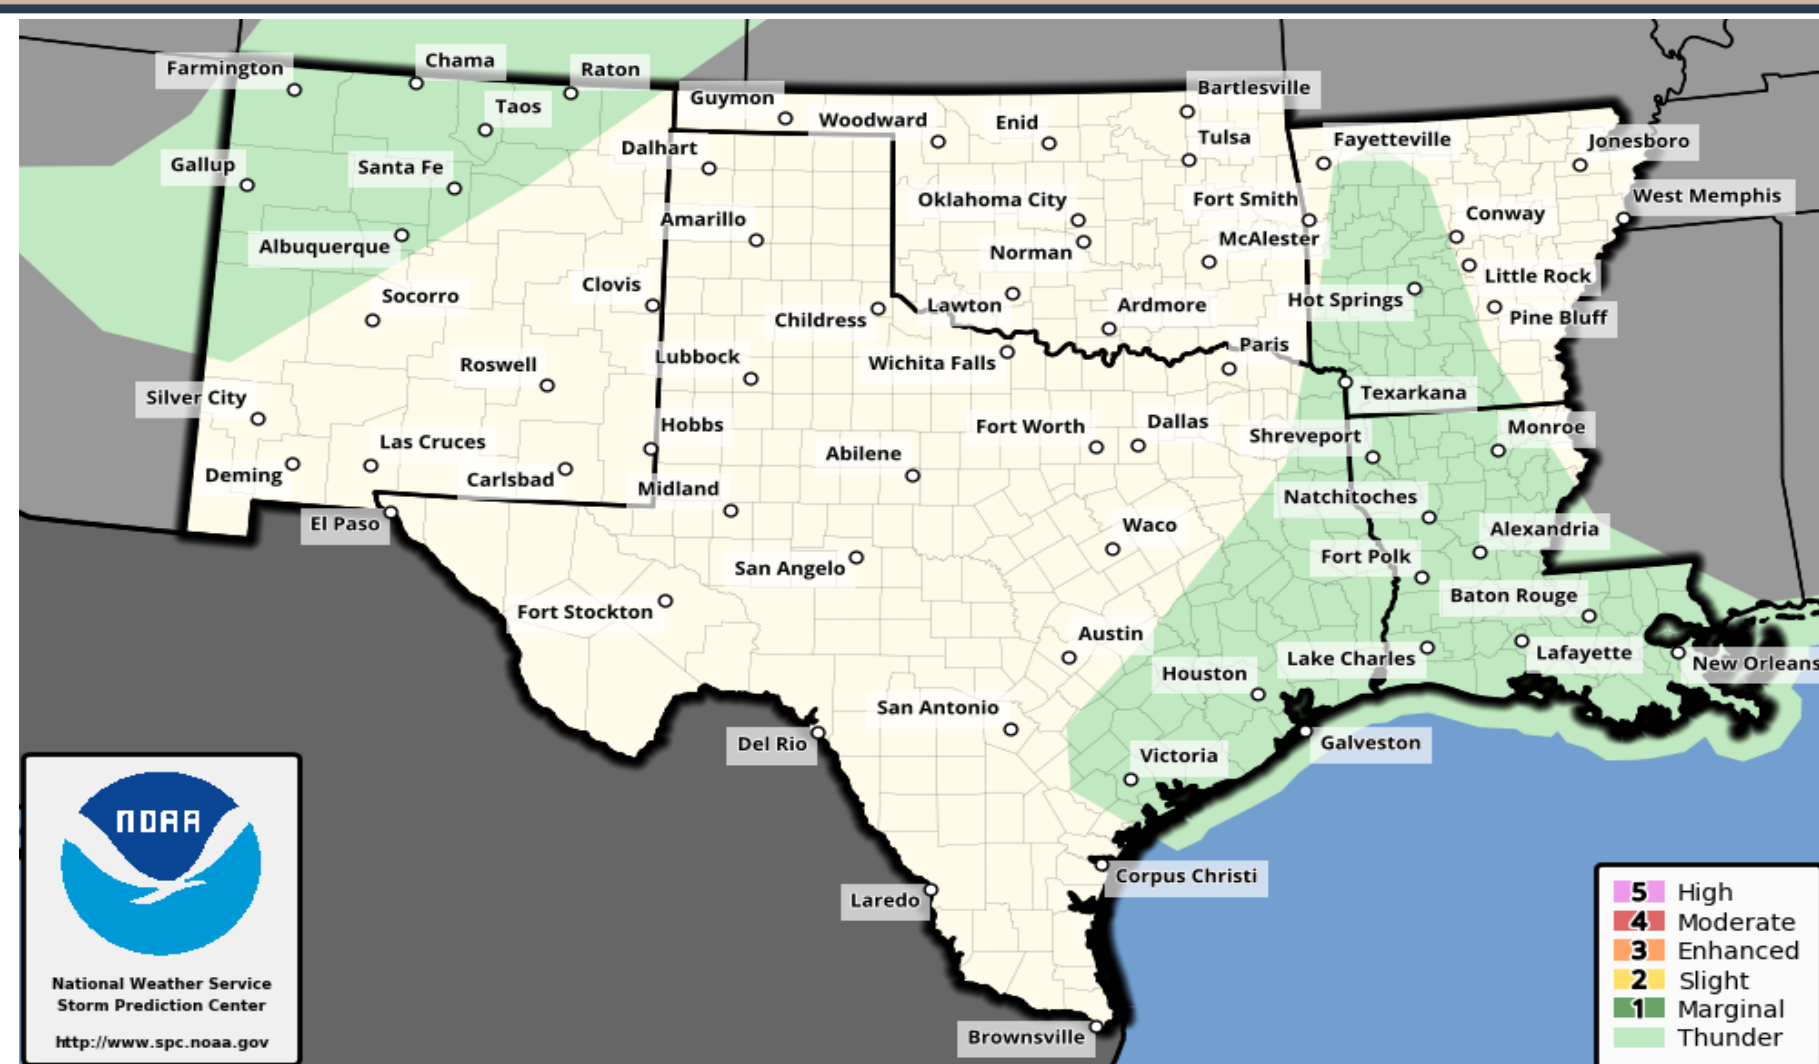 Farmington
Chama
Raton
Taos
Guymon
Woodward
Enid
Bartlesville
Tulsa
Fayetteville
Jonesboro
Gallup
Santa Fe
Dalhart
Oklahoma City
Fort Smith
West Memphis
Conway
Albuquerque
Amarillo
Norman
McAlester
Little Rock
Socorro
Clovis
Childress
Lawton
Ardmore
Hot Springs
Pine Bluff
Roswell
Lubbock
Wichita Falls
Paris
Silver City
Texarkana
Las Cruces
Hobbs
Abilene
Fort Worth
Dallas
Shreveport
Monroe
Deming
Carlsbad
Midland
Natchitoches
El Paso
San Angelo
Waco
Fort Polk
Alexandria
Fort Stockton
Austin
Baton Rouge
Houston
Lake Charles
Lafayette
New Orleans
San Antonio
Del Rio
Victoria
Galveston
Laredo
Corpus Christi
Brownsville
NOAA
National Weather Service
Storm Prediction Center
http://www.spc.noaa.gov
5 High
4 Moderate
3 Enhanced
2 Slight
1 Marginal
Thunder